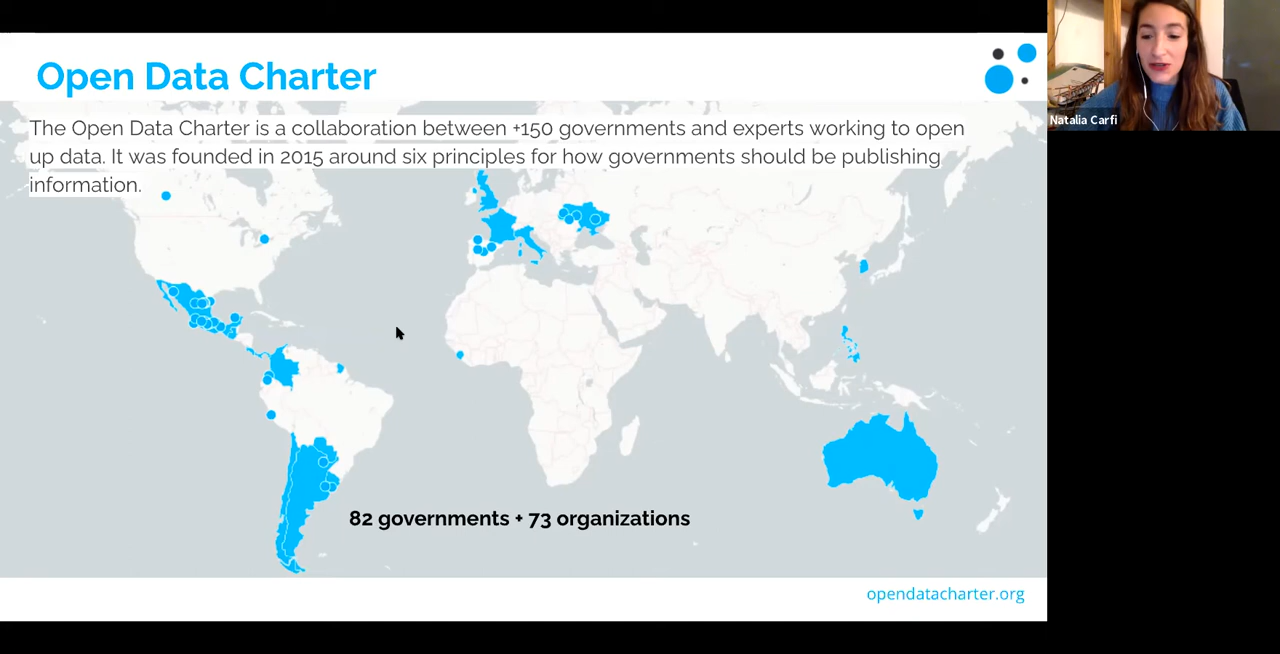 Open Data Charter
The Open Data Charter is a collaboration between +150 governments and experts working to open
up data. It was founded in 2015 around six principles for how governments should be publishing
information.
82 governments + 73 organizations
opendatacharter.org
Natalia Carfi